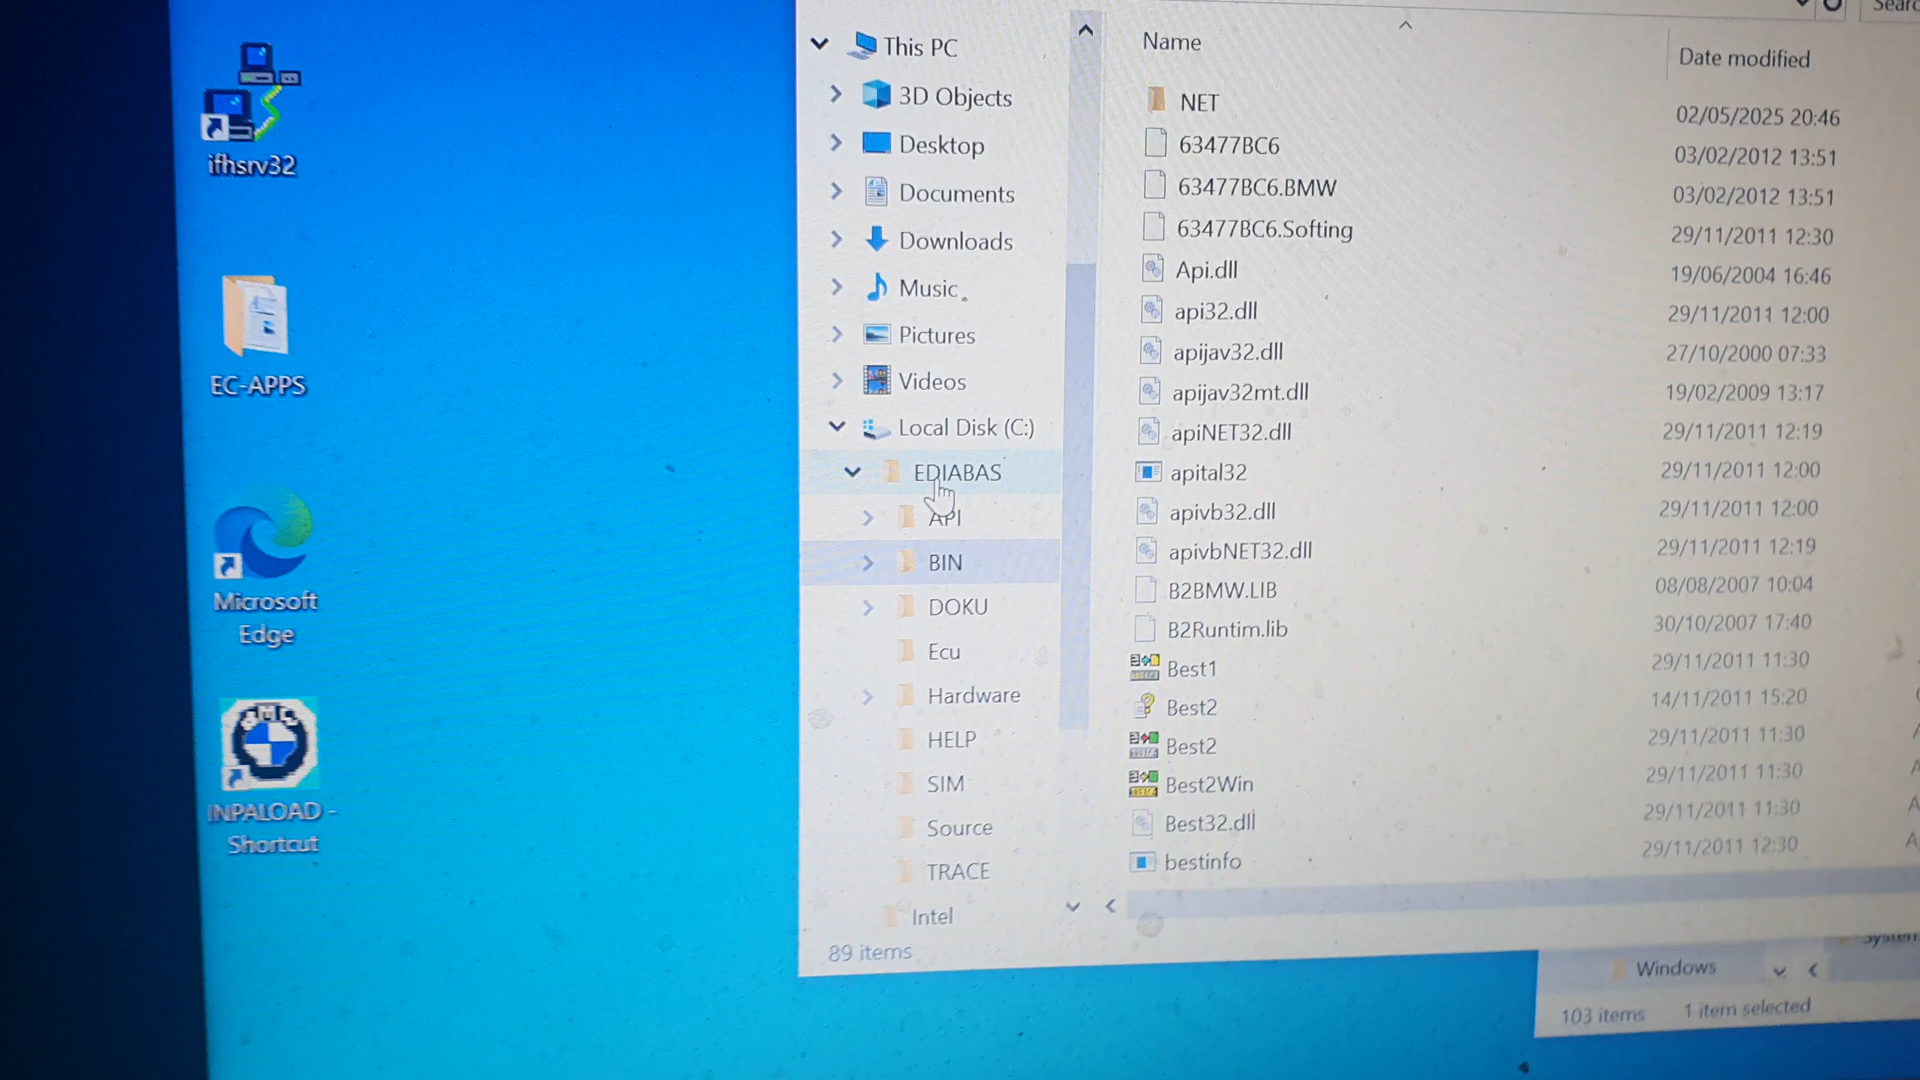 ifhsrv32
EC-APPS
Microsoft
Edge
INPALOAD -
Shortcut
This PC
3D Objects
Desktop
Documents
Downloads
Music
Pictures
Videos
Local Disk (C:)
EDIABAS
API
BIN
DOKU
Ecu
Hardware
HELP
SIM
Source
TRACE
Intel
89 items
Name
Date modified
NET
02/05/2025 20:46
63477BC6
03/02/2012 13:51
63477BC6.BMW
03/02/2012 13:51
63477BC6.Softing
29/11/2011 12:30
Api.dll
19/06/2004 16:46
api32.dll
29/11/2011 12:00
apijav32.dll
27/10/2000 07:33
apijav32mt.dll
19/02/2009 13:17
apiNET32.dll
29/11/2011 12:19
apital32
29/11/2011 12:00
apivb32.dll
29/11/2011 12:00
apivbNET32.dll
29/11/2011 12:19
B2BMW.LIB
08/08/2007 10:04
B2Runtim.lib
30/10/2007 17:40
Best1
29/11/2011 11:30
Best2
14/11/2011 15:20
Best2
29/11/2011 11:30
Best2Win
29/11/2011 11:30
Best32.dll
29/11/2011 11:30
bestinfo
29/11/2011 12:30
Windows
103 items
1 item selected